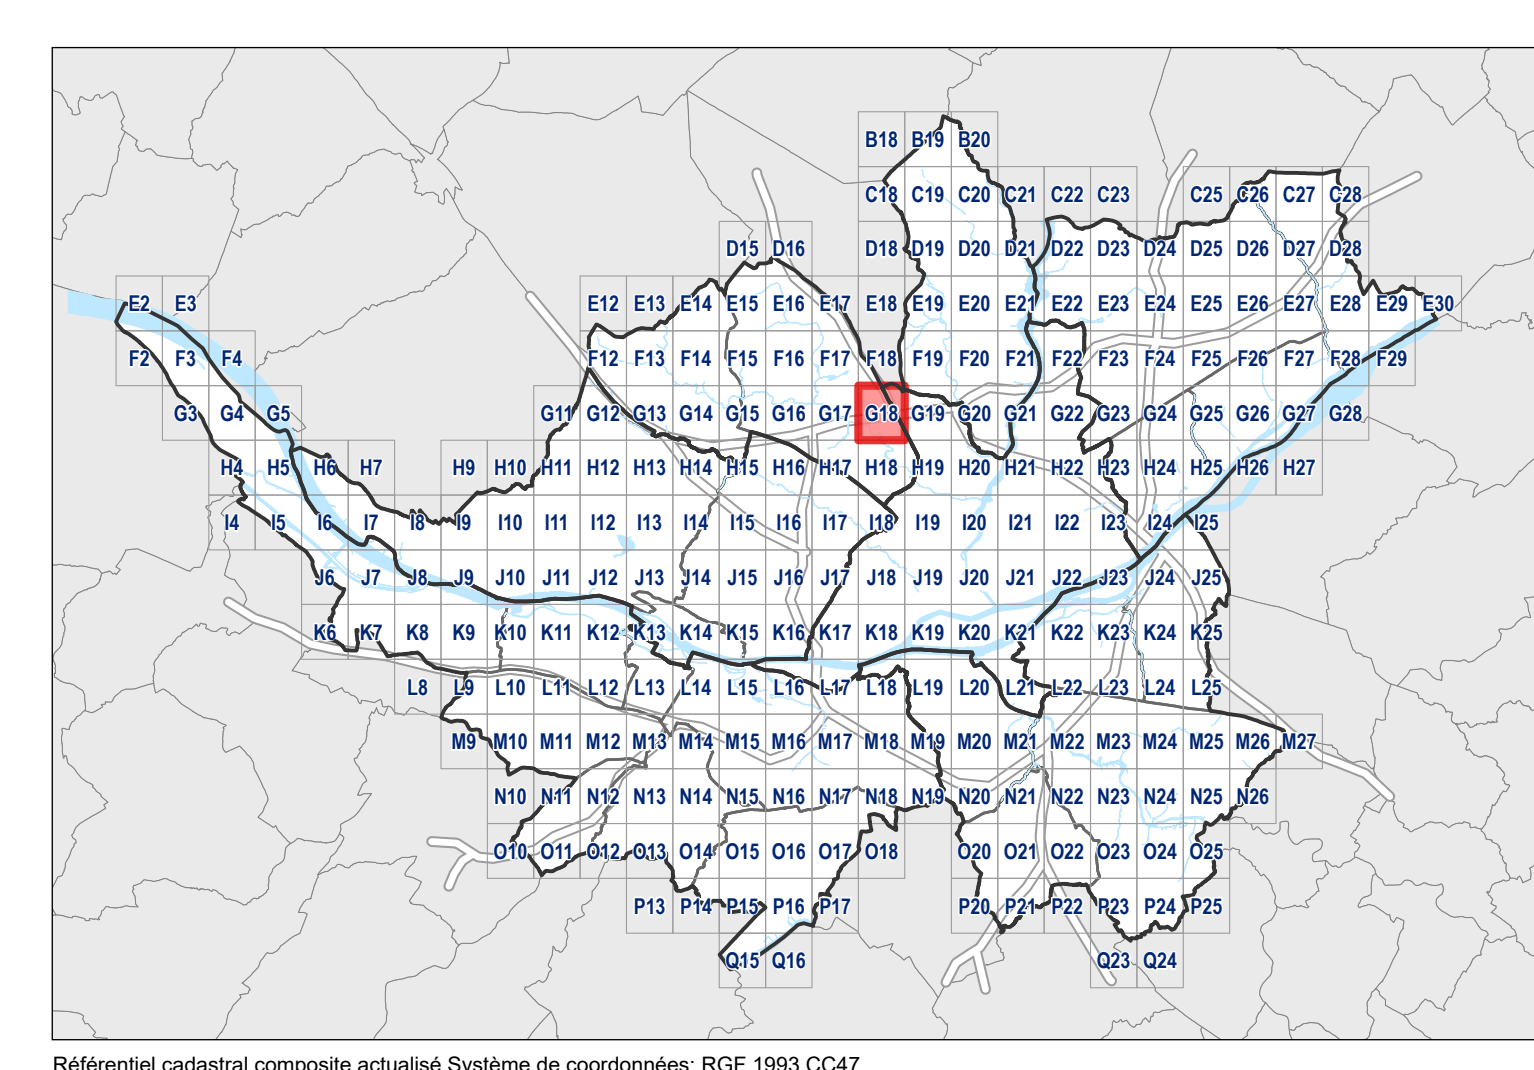 B18 B19 B20
C18 C19 C20 C21 C22 C23 C25 C26 C27 C28
D15 D16 D18 D19 D20 D21 D22 D23 D24 D25 D26 D27 D28
E2 E3 E12 E13 E14 E15 E16 E17 E18 E19 E20 E21 E22 E23 E24 E25 E26 E27 E28 E29 E30
F2 F3 F4 F12 F13 F14 F15 F16 F17 F18 F19 F20 F21 F22 F23 F24 F25 F26 F27 F28 F29
G3 G4 G5 G11 G12 G13 G14 G15 G16 G17 G18 G19 G20 G21 G22 G23 G24 G25 G26 G27 G28
H4 H5 H6 H7 H9 H10 H11 H12 H13 H14 H15 H16 H17 H18 H19 H20 H21 H22 H23 H24 H25 H26 H27
I4 I5 I6 I7 I8 I9 I10 I11 I12 I13 I14 I15 I16 I17 I18 I19 I20 I21 I22 I23 I24 I25
J6 J7 J8 J9 J10 J11 J12 J13 J14 J15 J16 J17 J18 J19 J20 J21 J22 J23 J24 J25
K6 K7 K8 K9 K10 K11 K12 K13 K14 K15 K16 K17 K18 K19 K20 K21 K22 K23 K24 K25
L8 L9 L10 L11 L12 L13 L14 L15 L16 L17 L18 L19 L20 L21 L22 L23 L24 L25
M9 M10 M11 M12 M13 M14 M15 M16 M17 M18 M19 M20 M21 M22 M23 M24 M25 M26 M27
N10 N11 N12 N13 N14 N15 N16 N17 N18 N19 N20 N21 N22 N23 N24 N25 N26
O10 O11 O12 O13 O14 O15 O16 O17 O18 O20 O21 O22 O23 O24 O25
P13 P14 P15 P16 P17 P20 P21 P22 P23 P24 P25
Q15 Q16 Q23 Q24
Référentiel cadastral composite actualisé Système de coordonnées: RGF 1993 CC47